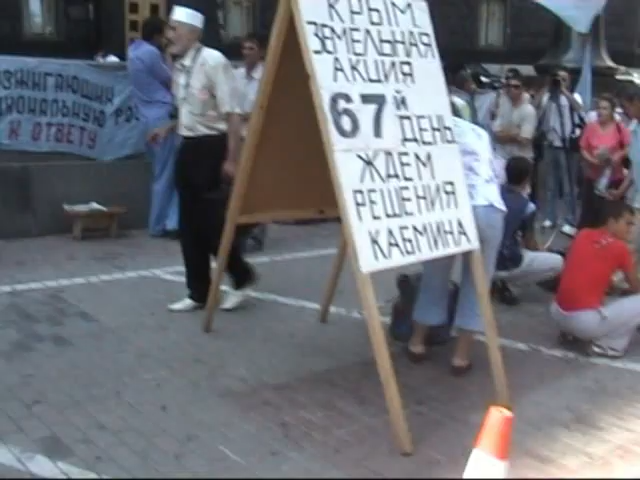 КРЫМ.
ЗЕМЕЛЬНАЯ
АКЦИЯ
67й ДЕНЬ
ЖДЕМ
РЕШЕНИЯ
КАБМИНА
К ОТВЕТУ